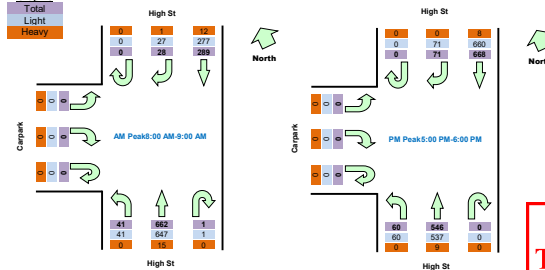 Total
Light
Heavy
High St
0 1 12
0 27 277
0 28 289
North
Carpark
0 0 0
0 0 0
0 0 0
AM Peak8:00 AM-9:00 AM
41 662 1
41 647 1
0 15 0
High St
High St
0 0 8
0 71 660
0 71 668
Carpark
0 0 0
0 0 0
0 0 0
PM Peak5:00 PM-6:00 PM
60 546 0
60 537 0
0 9 0
High St